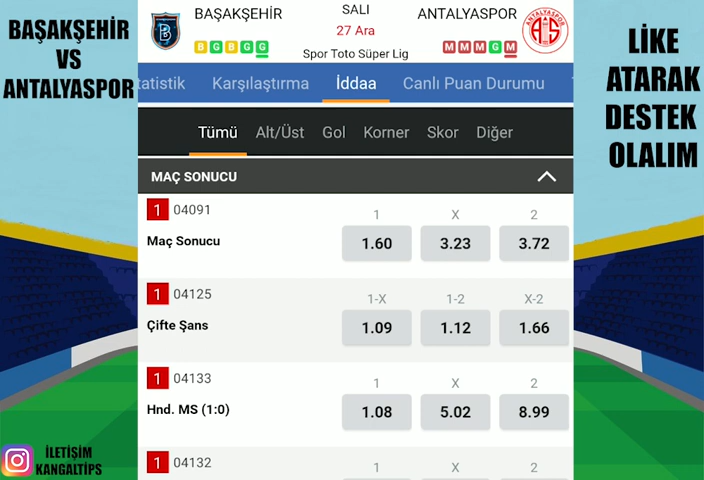 BAŞAKŞEHİR
VS
ANTALYASPOR
BAŞAKŞEHİR
SALI
ANTALYASPOR
27 Ara
B G B G G
M M M G M
Spor Toto Süper Lig
ANTALYASPOR
LİKE
ATARAK
DESTEK
OLALIM
tatistik Karşılaştırma İddaa Canlı Puan Durumu
Tümü Alt/Üst Gol Korner Skor Diğer
MAÇ SONUCU
1 04091 1 X 2
Maç Sonucu 1.60 3.23 3.72
1 04125 1-X 1-2 X-2
Çifte Şans 1.09 1.12 1.66
1 04133 1 X 2
Hnd. MS (1:0) 1.08 5.02 8.99
1 04132 1 X 2
İLETİŞİM
KANGALTİPS